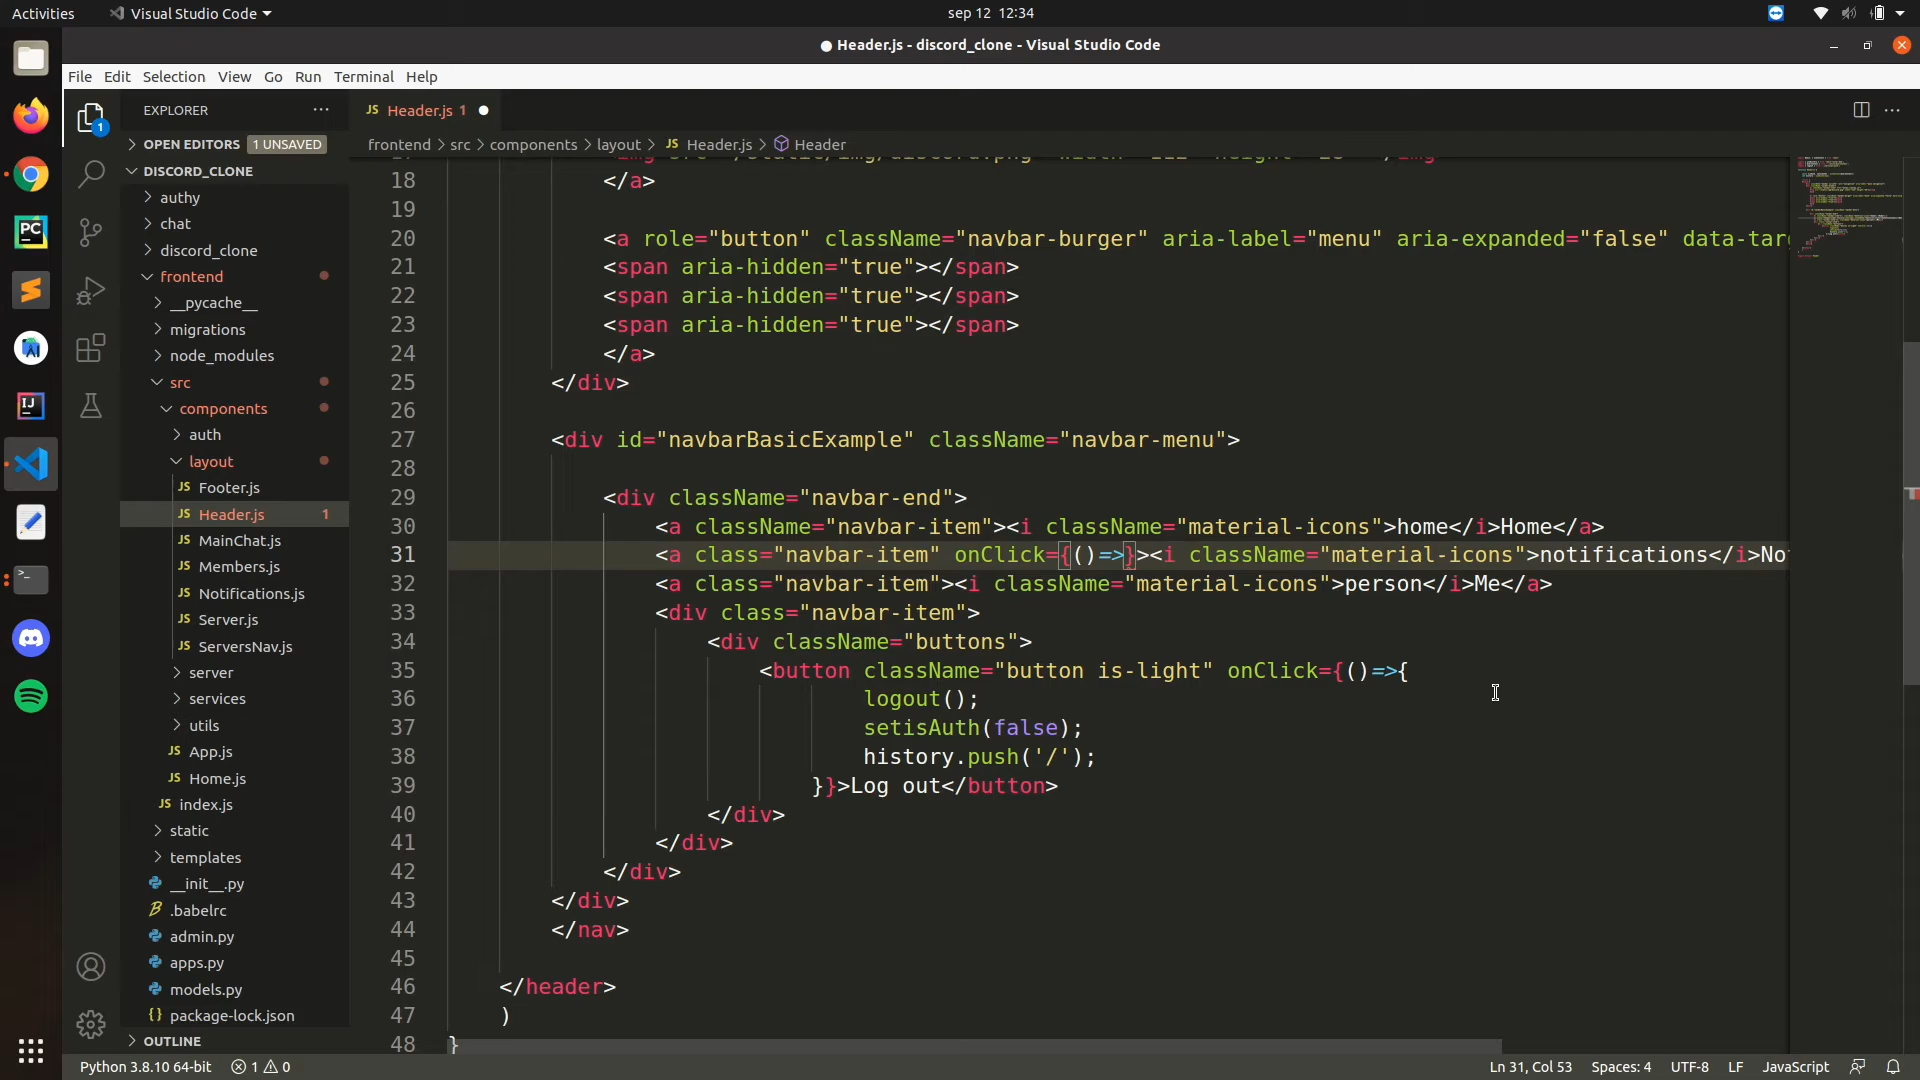 Activities
Visual Studio Code
sep 12 12:34
● Header.js - discord_clone - Visual Studio Code
File Edit Selection View Go Run Terminal Help
EXPLORER
JS Header.js 1
OPEN EDITORS 1 UNSAVED
frontend > src > components > layout > JS Header.js > Header
DISCORD_CLONE
authy
chat
discord_clone
frontend
__pycache__
migrations
node_modules
src
components
auth
layout
JS Footer.js
JS Header.js 1
JS MainChat.js
JS Members.js
JS Notifications.js
JS Server.js
JS ServersNav.js
server
services
utils
JS App.js
JS Home.js
JS index.js
static
templates
__init__.py
.babelrc
admin.py
apps.py
models.py
{} package-lock.json
OUTLINE
18 </a>
19
20 <a role="button" className="navbar-burger" aria-label="menu" aria-expanded="false" data-tar
21 <span aria-hidden="true"></span>
22 <span aria-hidden="true"></span>
23 <span aria-hidden="true"></span>
24 </a>
25 </div>
26
27 <div id="navbarBasicExample" className="navbar-menu">
28
29 <div className="navbar-end">
30 <a className="navbar-item"><i className="material-icons">home</i>Home</a>
31 <a class="navbar-item" onClick={()=>}><i className="material-icons">notifications</i>No
32 <a class="navbar-item"><i className="material-icons">person</i>Me</a>
33 <div class="navbar-item">
34 <div className="buttons">
35 <button className="button is-light" onClick={()=>{
36 logout();
37 setisAuth(false);
38 history.push('/');
39 }}>Log out</button>
40 </div>
41 </div>
42 </div>
43 </div>
44 </nav>
45
46 </header>
47 )
48 }
Python 3.8.10 64-bit 1 0
Ln 31, Col 53 Spaces: 4 UTF-8 LF JavaScript